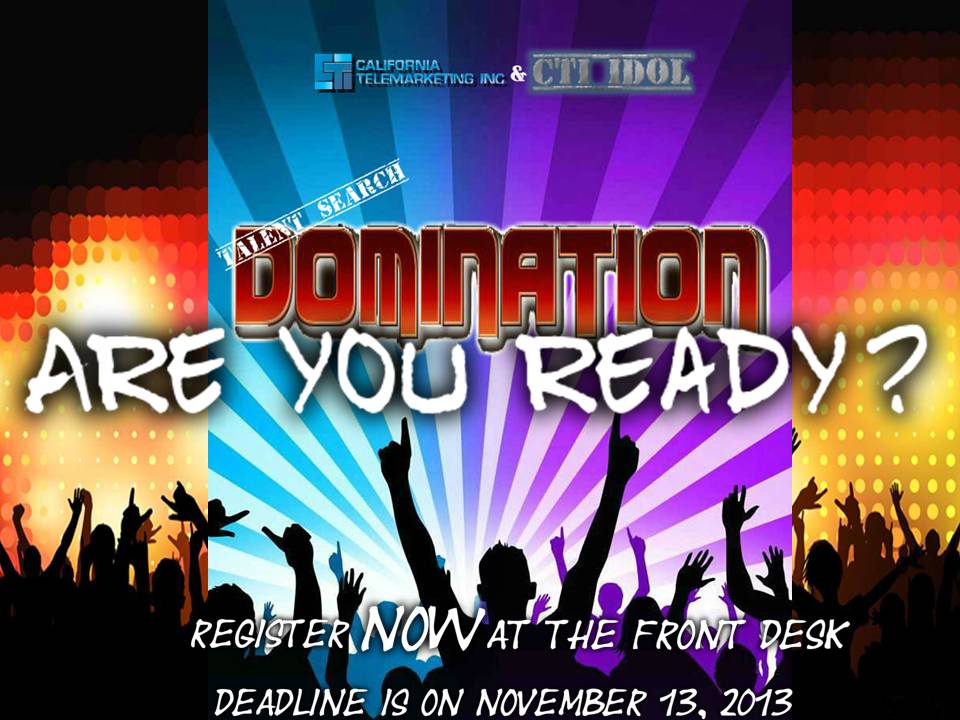 CTI CALIFORNIA
TELEMARKETING INC & CTI IDOL
TALENT SEARCH
DOMINATION
ARE YOU READY?
REGISTER NOW AT THE FRONT DESK
DEADLINE IS ON NOVEMBER 13, 2013